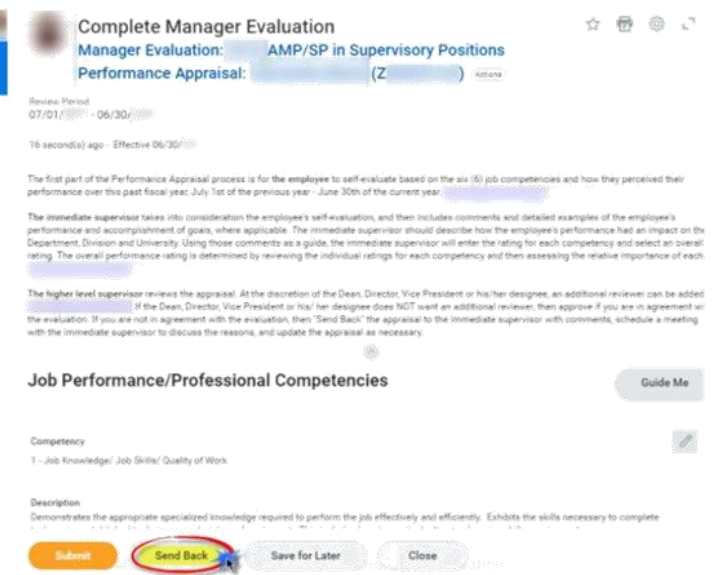 Complete Manager Evaluation
Manager Evaluation: AMP/SP in Supervisory Positions
Performance Appraisal: (Z )
Actions
Review Period
07/01/ - 06/30/
16 second(s) ago - Effective 06/30/
The first part of the Performance Appraisal process is for the employee to self-evaluate based on the six (6) job competencies and how they perceived their
performance over this past fiscal year, July 1st of the previous year - June 30th of the current year.
The immediate supervisor takes into consideration the employee's self-evaluation, and then includes comments and detailed examples of the employee's
performance and accomplishment of goals, where applicable. The immediate supervisor should describe how the employee's performance had an impact on the
Department, Division and University. Using those comments as a guide, the immediate supervisor will enter the rating for each competency and select an overall
rating. The overall performance rating is determined by reviewing the individual ratings for each competency and then assessing the relative importance of each
The higher level supervisor reviews the appraisal. At the discretion of the Dean, Director, Vice President or his/her designee, an additional reviewer can be added
If the Dean, Director, Vice President or his/ her designee does NOT want an additional reviewer, then approve if you are in agreement wi
the evaluation. If you are not in agreement with the evaluation, then "Send Back" the appraisal to the immediate supervisor with comments, schedule a meeting
with the immediate supervisor to discuss the reasons, and update the appraisal as necessary.
Job Performance/Professional Competencies
Guide Me
Competency
1 - Job Knowledge/ Job Skills/ Quality of Work
Description
Demonstrates the appropriate specialized knowledge required to perform the job effectively and efficiently. Exhibits the skills necessary to complete
Submit
Send Back
Save for Later
Close